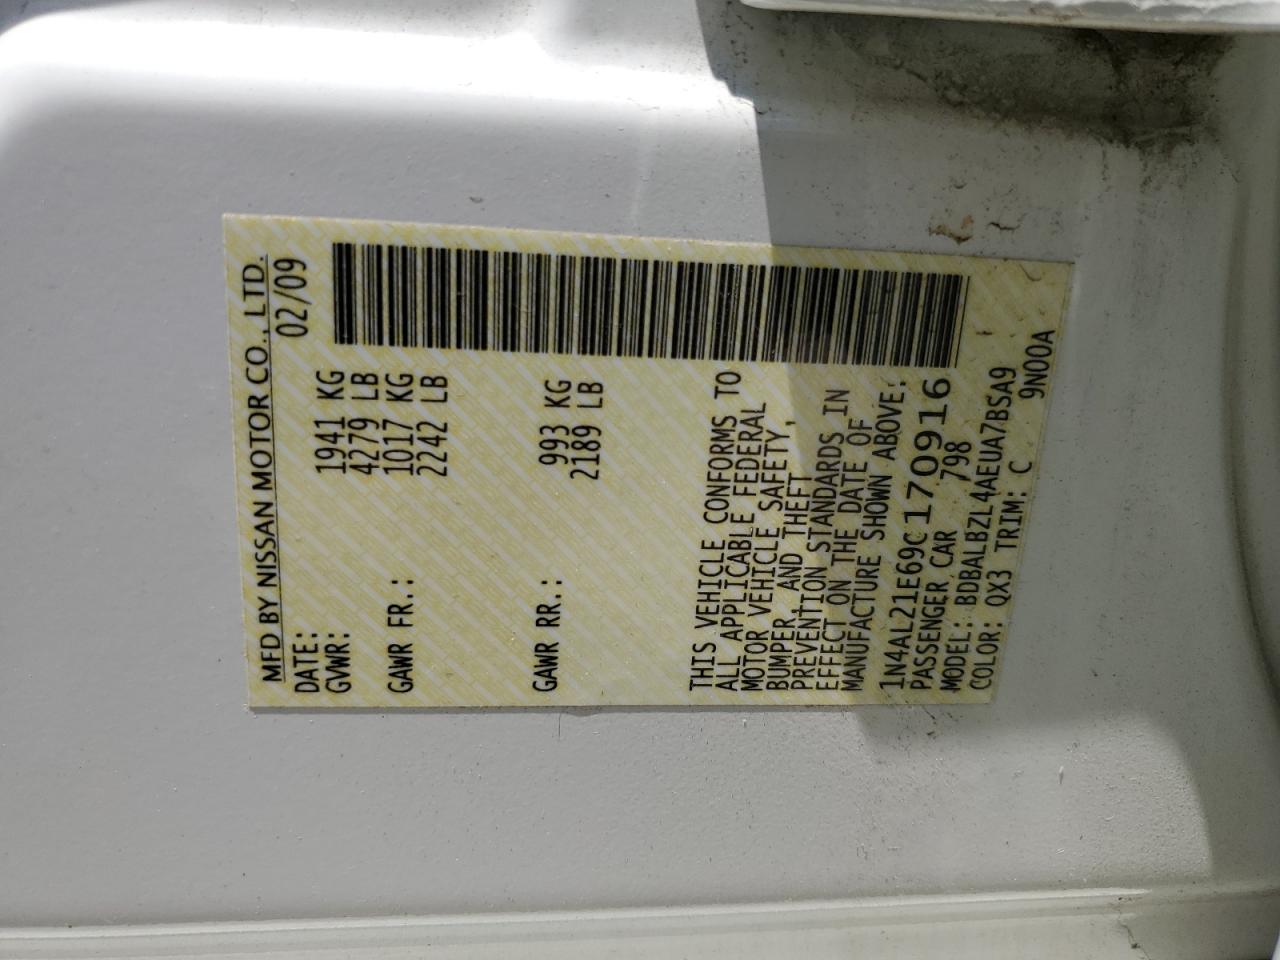 MFD BY NISSAN MOTOR CO., LTD.
DATE: 02/09
GVWR: 1941 KG
4279 LB
GAWR FR.: 1017 KG
2242 LB
GAWR RR.: 993 KG
2189 LB
THIS VEHICLE CONFORMS TO
ALL APPLICABLE FEDERAL
MOTOR VEHICLE SAFETY,
BUMPER, AND THEFT
PREVENTION STANDARDS IN
EFFECT ON THE DATE OF
MANUFACTURE SHOWN ABOVE:
1N4AL21E69C170916
PASSENGER CAR 798
MODEL: BDBALBZL4AEUA7BSA9
COLOR: QX3 TRIM: C 9N00A